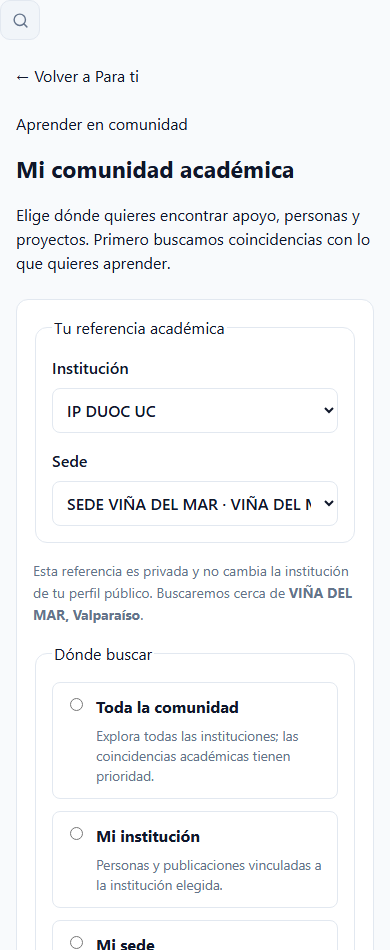 ← Volver a Para ti
Aprender en comunidad
Mi comunidad académica
Elige dónde quieres encontrar apoyo, personas y
proyectos. Primero buscamos coincidencias con lo
que quieres aprender.
Tu referencia académica
Institución
IP DUOC UC
Sede
SEDE VIÑA DEL MAR · VIÑA DEL
Esta referencia es privada y no cambia la institución
de tu perfil público. Buscaremos cerca de VIÑA DEL
MAR, Valparaíso.
Dónde buscar
Toda la comunidad
Explora todas las instituciones; las
coincidencias académicas tienen
prioridad.
Mi institución
Personas y publicaciones vinculadas a
la institución elegida.
Mi sede